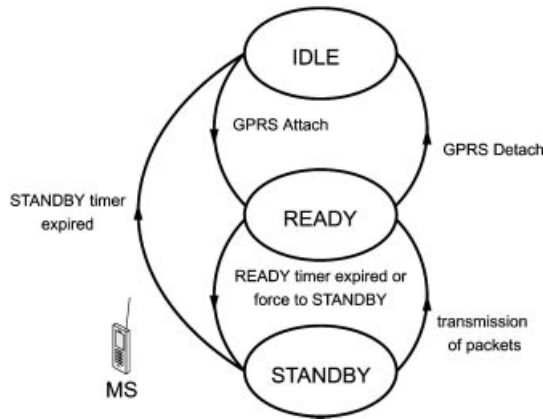 IDLE
GPRS Attach
GPRS Detach
STANDBY timer
expired
READY
READY timer expired or
force to STANDBY
transmission
of packets
MS
STANDBY